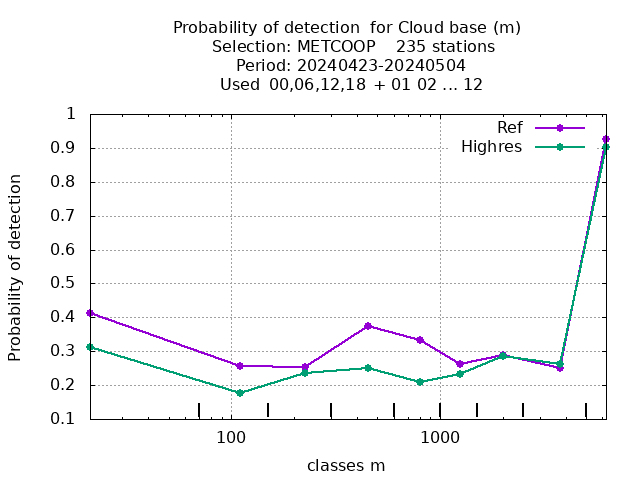 Probability of detection  for Cloud base (m)
Selection: METCOOP    235 stations
Period: 20240423-20240504
Used  00,06,12,18  + 01 02 ... 12
Ref
Highres
1
0.9
0.8
0.7
0.6
0.5
0.4
0.3
0.2
0.1
Probability of detection
100
1000
classes m